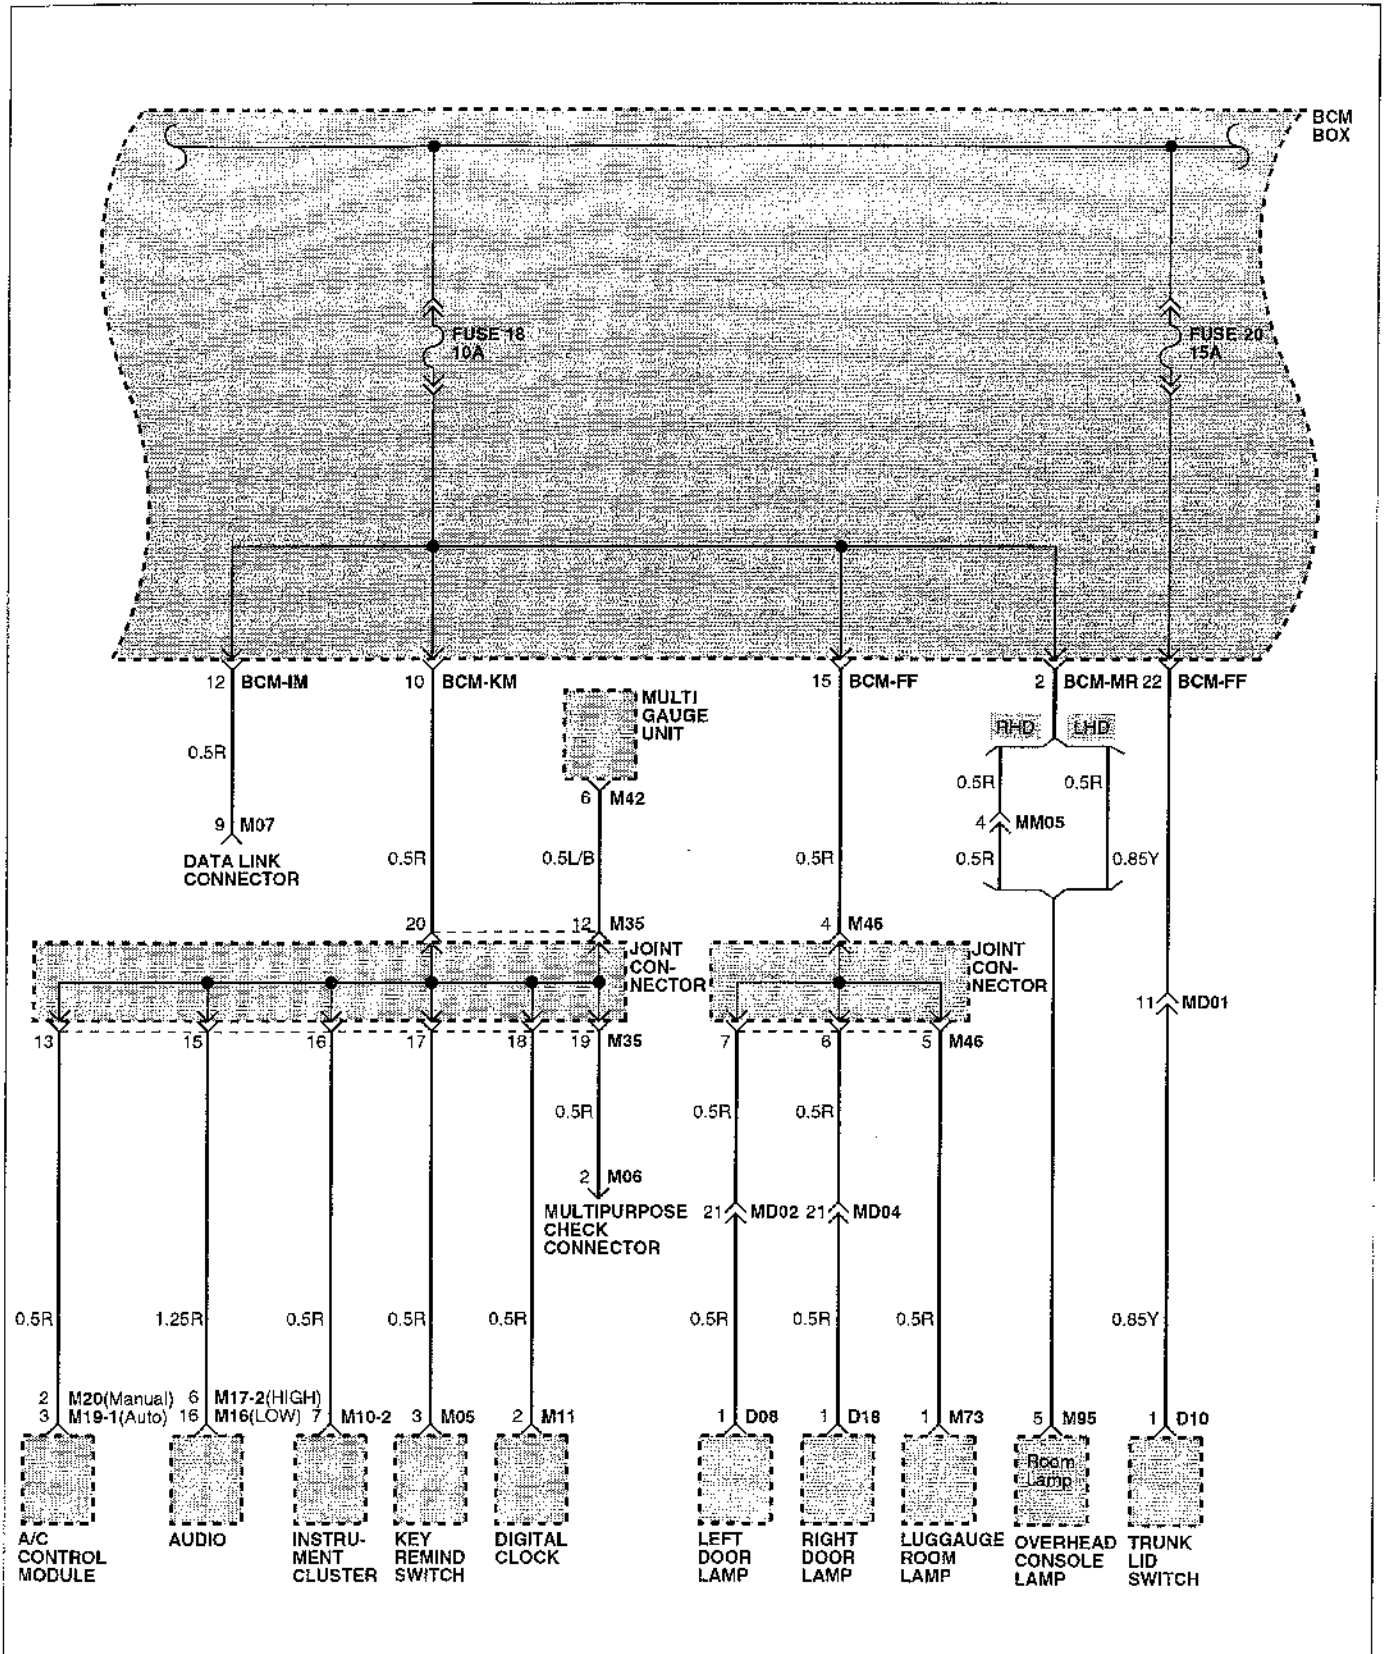 BCM
BOX
FUSE 18
10A
FUSE 20
15A
12 BCM-IM
10 BCM-KM
15 BCM-FF
2 BCM-MR
22 BCM-FF
MULTI
GAUGE
UNIT
RHD
LHD
0.5R
0.5R
0.5R
6 M42
9 M07
4 MM05
DATA LINK
CONNECTOR
0.5R
0.5L/B
0.5R
0.5R
0.85Y
20
12 M35
4 M46
JOINT
CON-
NECTOR
JOINT
CON-
NECTOR
11 MD01
13
15
16
17
18
19 M35
7
6
5 M46
0.5R
0.5R
0.5R
2 M06
MULTIPURPOSE
CHECK
CONNECTOR
21 MD02
21 MD04
0.5R
1.25R
0.5R
0.5R
0.5R
0.5R
0.5R
0.5R
0.85Y
2 M20(Manual)
3 M19-1(Auto)
6 M17-2(HIGH)
16 M16(LOW)
7 M10-2
3 M05
2 M11
1 D08
1 D18
1 M73
5 M95
1 D10
Room
Lamp
A/C
CONTROL
MODULE
AUDIO
INSTRU-
MENT
CLUSTER
KEY
REMIND
SWITCH
DIGITAL
CLOCK
LEFT
DOOR
LAMP
RIGHT
DOOR
LAMP
LUGGAUGE
ROOM
LAMP
OVERHEAD
CONSOLE
LAMP
TRUNK
LID
SWITCH